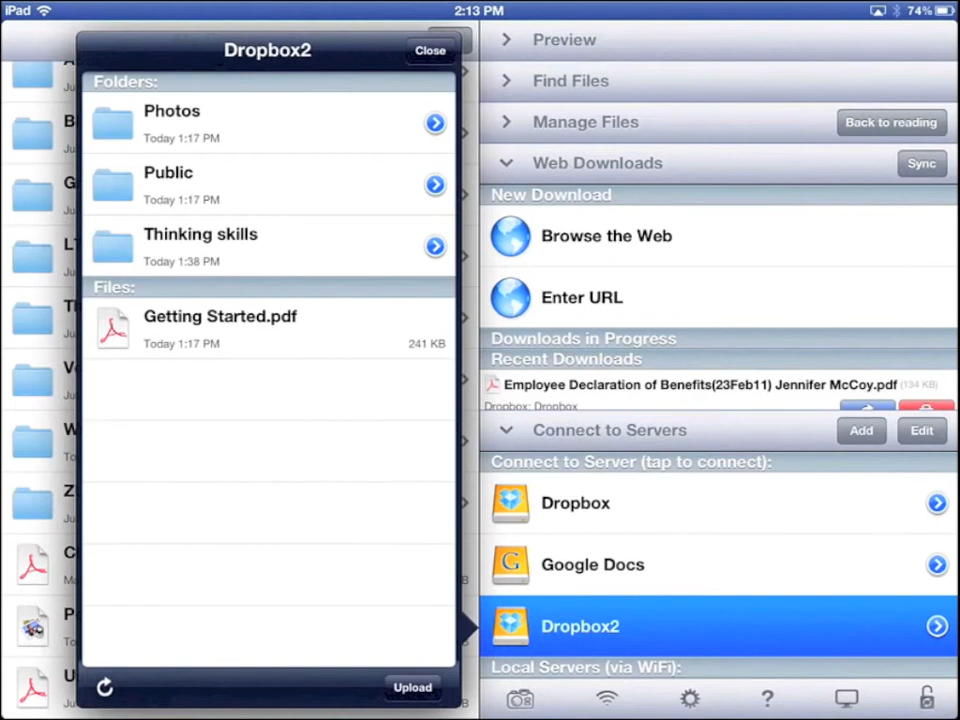 iPad
2:13 PM
74%
Dropbox2
Close
Folders:
Photos
Today 1:17 PM
Public
Today 1:17 PM
Thinking skills
Today 1:38 PM
Files:
Getting Started.pdf
Today 1:17 PM
241 KB
Upload
Preview
Find Files
Manage Files
Back to reading
Web Downloads
Sync
New Download
Browse the Web
Enter URL
Downloads in Progress
Recent Downloads
Employee Declaration of Benefits(23Feb11) Jennifer McCoy.pdf (134 KB)
Dropbox: Dropbox
Connect to Servers
Add
Edit
Connect to Server (tap to connect):
Dropbox
Google Docs
Dropbox2
Local Servers (via WiFi):